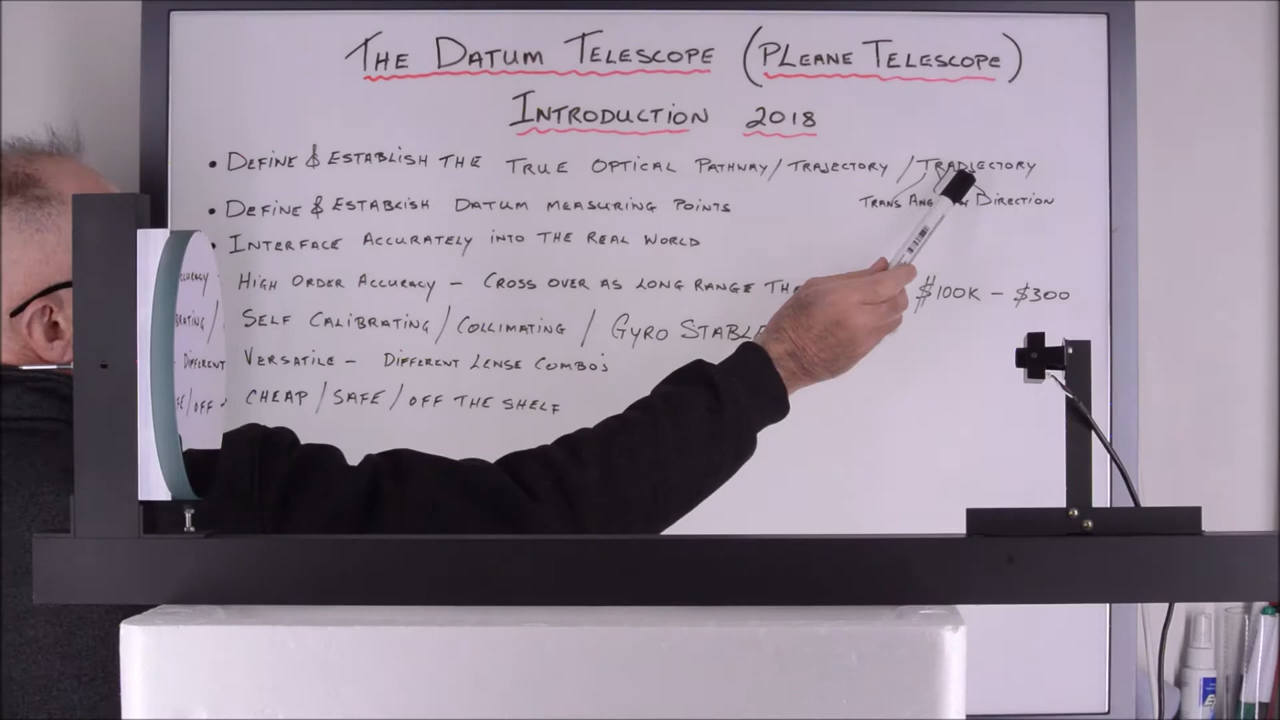 THE DATUM TELESCOPE (PLEANE TELESCOPE)
INTRODUCTION 2018
• DEFINE & ESTABLISH THE TRUE OPTICAL PATHWAY/TRAJECTORY/TRADJECTORY
TRANS ANG DIRECTION
• DEFINE & ESTABLISH DATUM MEASURING POINTS
• INTERFACE ACCURATELY INTO THE REAL WORLD
HIGH ORDER ACCURACY – CROSS OVER AS LONG RANGE THE $100K – $300
SELF CALIBRATING/COLLIMATING / GYRO STABLE
VERSATILE – DIFFERENT LENSE COMBO'S
CHEAP/SAFE/OFF THE SHELF